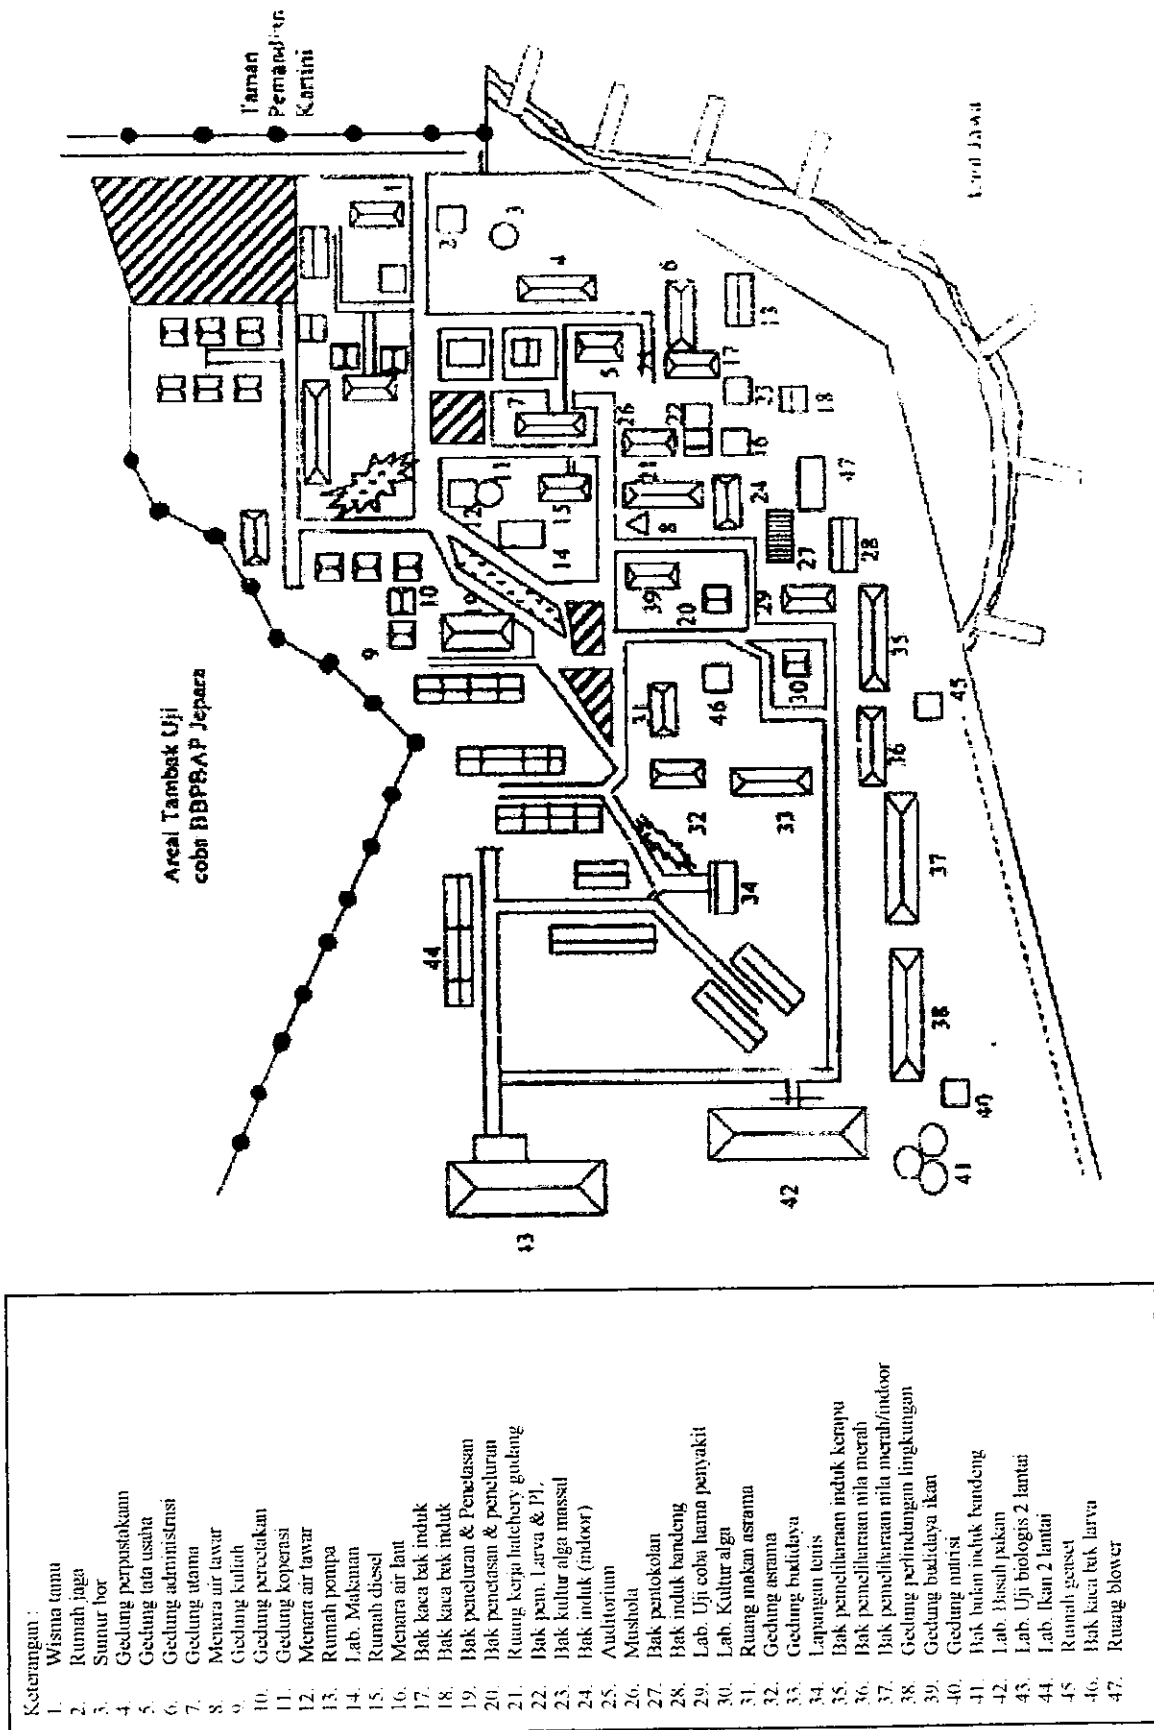 Taman
Pemandian
Kartini
Areal Tambak Uji
coba BBPBAP Jepara
1
2
3
4
5
6
7
8
9
10
11
12
13
14
15
16
17
18
19
20
21
22
23
24
26
27
28
29
30
31
32
33
34
35
36
37
38
39
40
41
42
43
44
45
46
47
Keterangan :
1. Wisma tamu
2. Rumah jaga
3. Sumur bor
4. Gedung perpustakaan
5. Gedung tata usaha
6. Gedung administrasi
7. Gedung utama
8. Menara air tawar
9. Gedung kuliah
10. Gedung percetakan
11. Gedung koperasi
12. Menara air tawar
13. Rumah pompa
14. Lab. Makanan
15. Rumah diesel
16. Menara air laut
17. Bak kaca bak induk
18. Bak kaca bak induk
19. Bak peneluran & Penetasan
20. Bak penetasan & peneluran
21. Ruang kerja hatchery gudang
22. Bak pem. Larva & PL
23. Bak kultur alga massal
24. Bak induk (indoor)
25. Auditorium
26. Mushola
27. Bak pentokolan
28. Bak induk bandeng
29. Lab. Uji coba hama penyakit
30. Lab. Kultur alga
31. Ruang makan asrama
32. Gedung asrama
33. Gedung budidaya
34. Lapangan tenis
35. Bak pemeliharaan induk kerapu
36. Bak pemeliharaan nila merah
37. Bak pemeliharaan nila merah/indoor
38. Gedung perlindungan lingkungan
39. Gedung budidaya ikan
40. Gedung nutrisi
41. Bak bulan induk bandeng
42. Lab. Basah pakan
43. Lab. Uji biologis 2 lantai
44. Lab. Ikan 2 lantai
45 Rumah genset
46. Bak kaca bak larva
47. Ruang blower